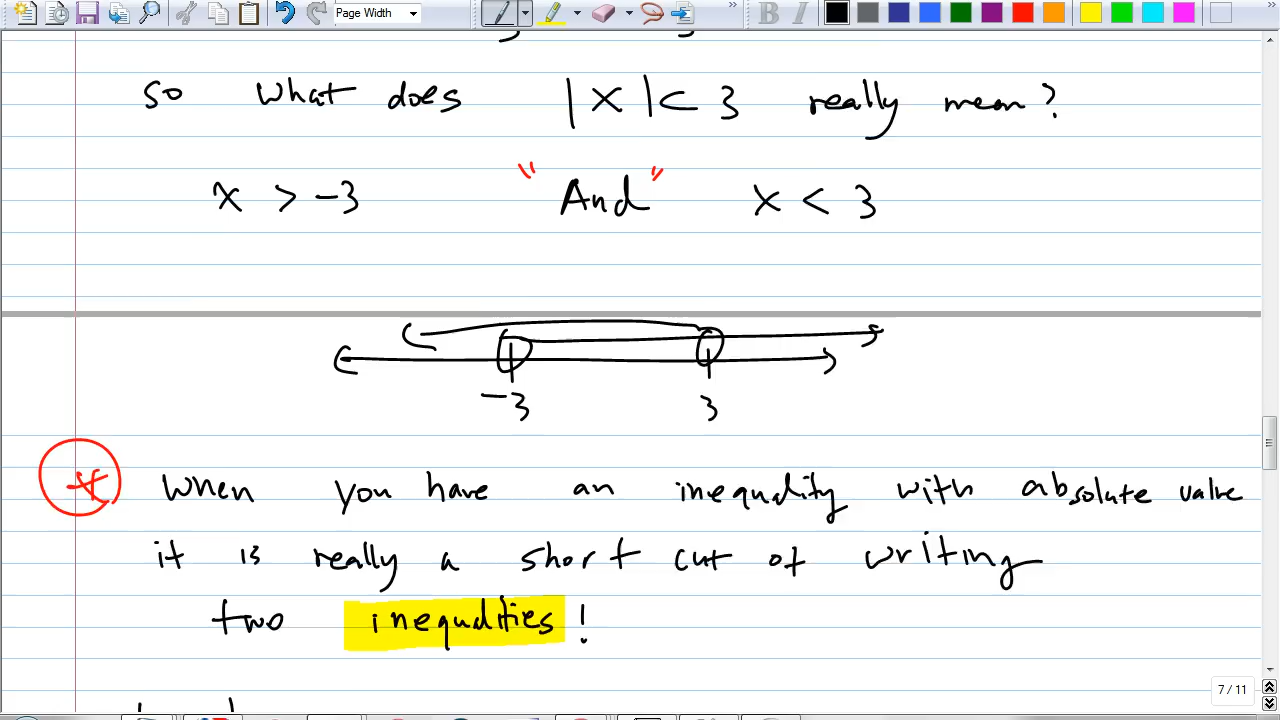 Page Width
B I U
so what does |x| < 3 really mean?
x > -3 "And" x < 3
-3 3
* When you have an inequality with absolute value
it is really a short cut of writing
two inequalities!
7 / 11